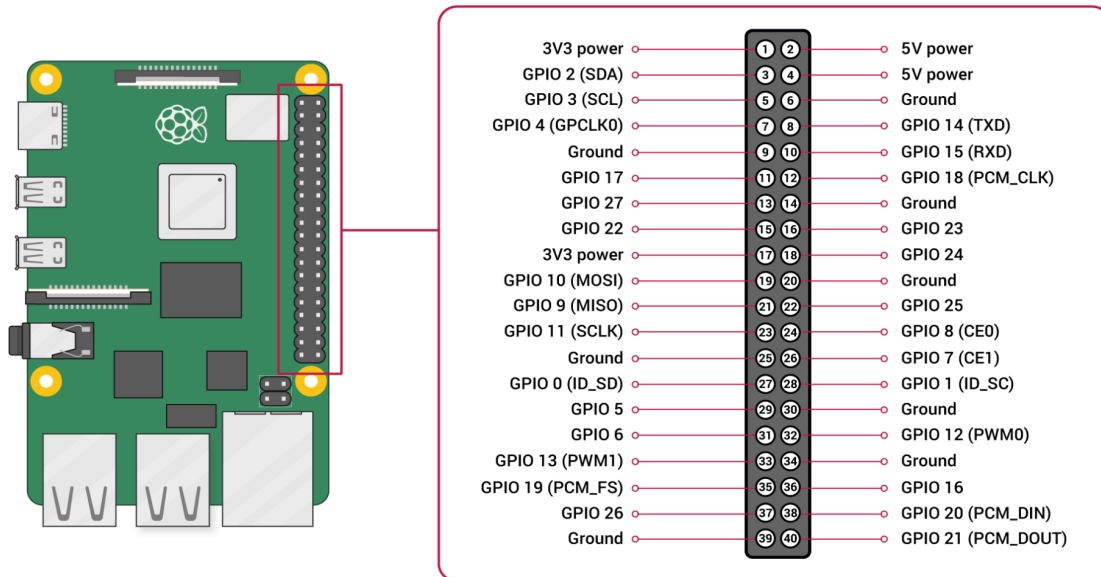 3V3 power 1 2 5V power
GPIO 2 (SDA) 3 4 5V power
GPIO 3 (SCL) 5 6 Ground
GPIO 4 (GPCLK0) 7 8 GPIO 14 (TXD)
Ground 9 10 GPIO 15 (RXD)
GPIO 17 11 12 GPIO 18 (PCM_CLK)
GPIO 27 13 14 Ground
GPIO 22 15 16 GPIO 23
3V3 power 17 18 GPIO 24
GPIO 10 (MOSI) 19 20 Ground
GPIO 9 (MISO) 21 22 GPIO 25
GPIO 11 (SCLK) 23 24 GPIO 8 (CE0)
Ground 25 26 GPIO 7 (CE1)
GPIO 0 (ID_SD) 27 28 GPIO 1 (ID_SC)
GPIO 5 29 30 Ground
GPIO 6 31 32 GPIO 12 (PWM0)
GPIO 13 (PWM1) 33 34 Ground
GPIO 19 (PCM_FS) 35 36 GPIO 16
GPIO 26 37 38 GPIO 20 (PCM_DIN)
Ground 39 40 GPIO 21 (PCM_DOUT)